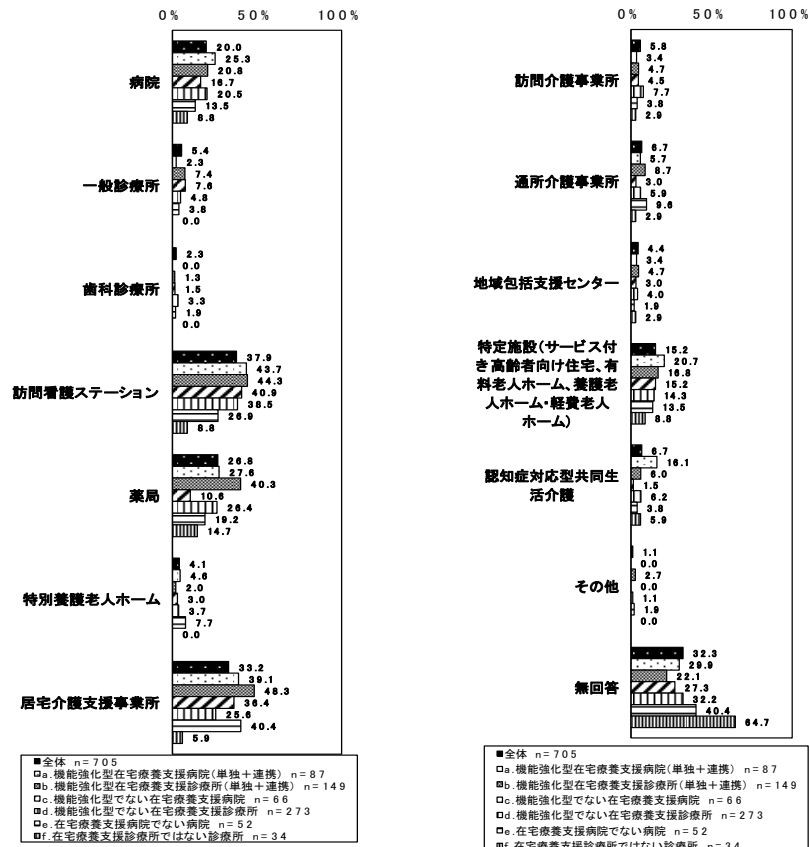 0% 50% 100%
病院
20.0
25.3
20.8
16.7
20.5
13.5
8.8
一般診療所
5.4
2.3
7.4
7.6
4.8
3.8
0.0
歯科診療所
2.3
0.0
1.3
1.5
3.3
1.9
0.0
訪問看護ステーション
37.9
43.7
44.3
40.9
38.5
26.9
8.8
薬局
26.8
27.6
40.3
10.6
26.4
19.2
14.7
特別養護老人ホーム
4.1
4.6
2.0
3.0
3.7
7.7
0.0
居宅介護支援事業所
33.2
39.1
48.3
36.4
25.6
40.4
5.9
全体 n=705
a.機能強化型在宅療養支援病院(単独+連携) n=87
b.機能強化型在宅療養支援診療所(単独+連携) n=149
c.機能強化型でない在宅療養支援病院 n=66
d.機能強化型でない在宅療養支援診療所 n=273
e.在宅療養支援病院でない病院 n=52
f.在宅療養支援診療所ではない診療所 n=34
0% 50% 100%
訪問介護事業所
5.8
3.4
4.7
4.5
7.7
3.8
2.9
通所介護事業所
6.7
5.7
8.7
3.0
5.9
9.6
2.9
地域包括支援センター
4.4
3.4
4.7
3.0
4.0
1.9
2.9
特定施設(サービス付
き高齢者向け住宅、有
料老人ホーム、養護老
人ホーム・軽費老人
ホーム)
15.2
20.7
16.8
15.2
14.3
13.5
8.8
認知症対応型共同生
活介護
6.7
16.1
6.0
1.5
6.2
3.8
5.9
その他
1.1
0.0
2.7
0.0
1.1
1.9
0.0
無回答
32.3
29.9
22.1
27.3
32.2
40.4
64.7
全体 n=705
a.機能強化型在宅療養支援病院(単独+連携) n=87
b.機能強化型在宅療養支援診療所(単独+連携) n=149
c.機能強化型でない在宅療養支援病院 n=66
d.機能強化型でない在宅療養支援診療所 n=273
e.在宅療養支援病院でない病院 n=52
f.在宅療養支援診療所ではない診療所 n=34